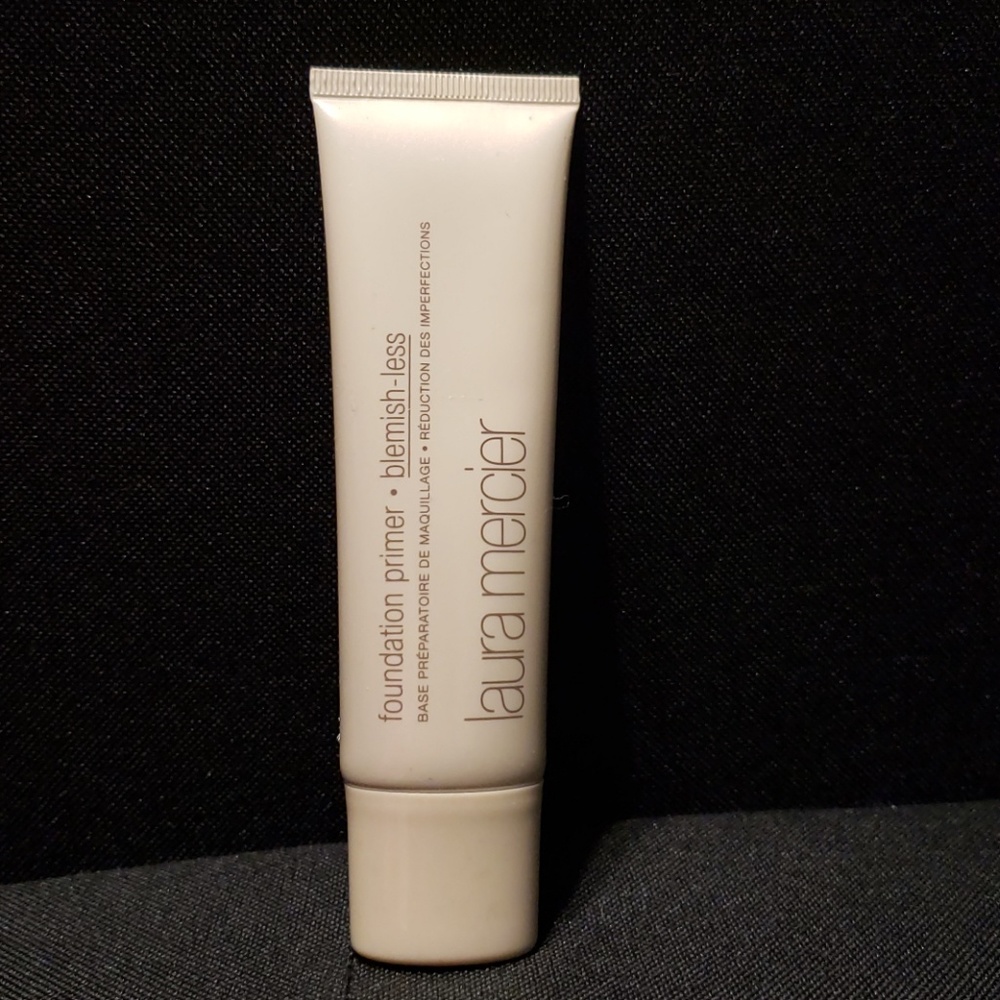 foundation primer • blemish-less
BASE PRÉPARATOIRE DE MAQUILLAGE • RÉDUCTION DES IMPERFECTIONS
laura mercier